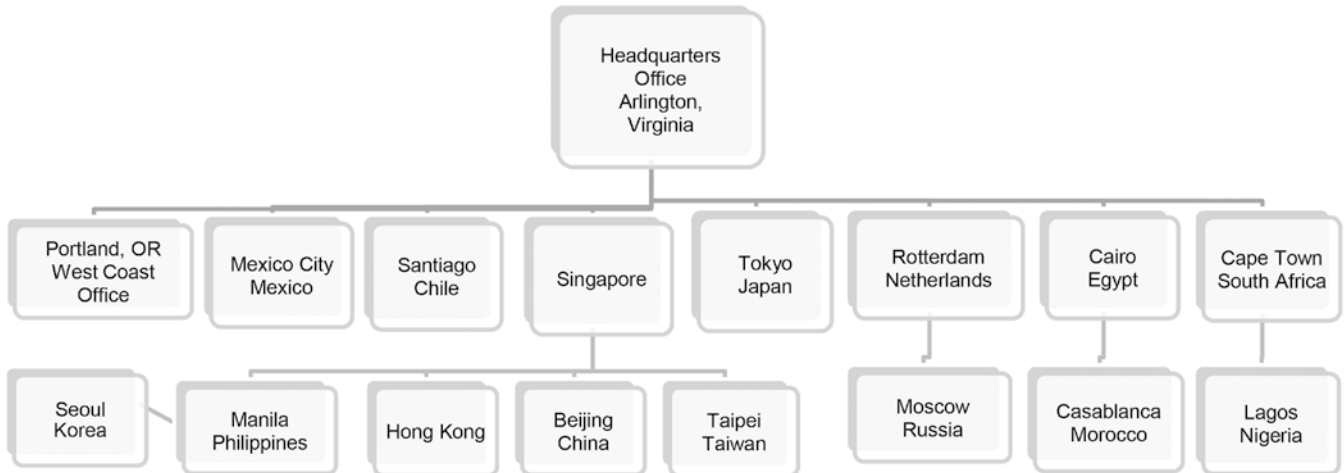 Headquarters
Office
Arlington,
Virginia
Portland, OR
West Coast
Office
Mexico City
Mexico
Santiago
Chile
Singapore
Tokyo
Japan
Rotterdam
Netherlands
Cairo
Egypt
Cape Town
South Africa
Seoul
Korea
Manila
Philippines
Hong Kong
Beijing
China
Taipei
Taiwan
Moscow
Russia
Casablanca
Morocco
Lagos
Nigeria